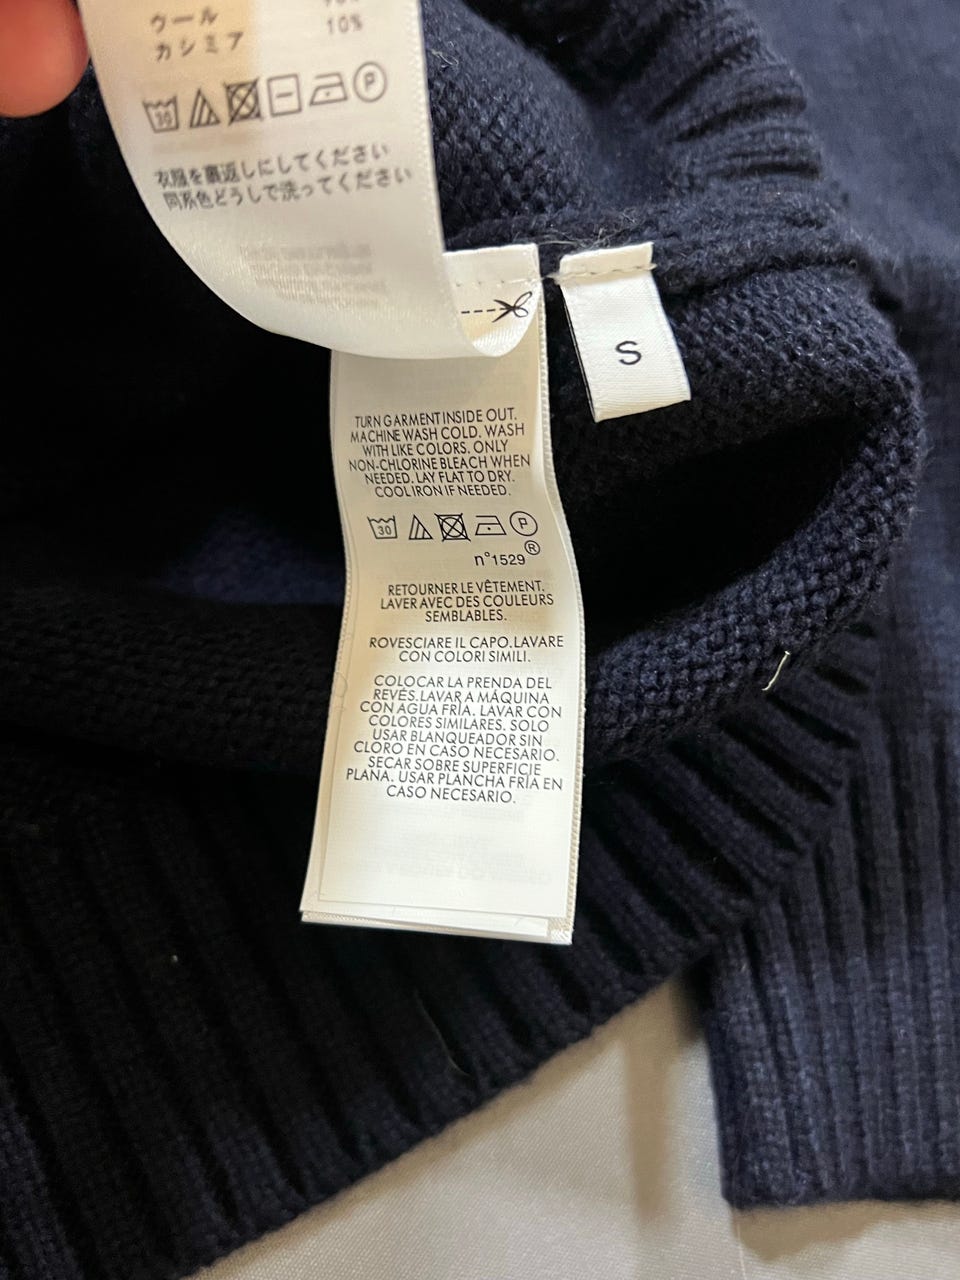 ウール
カシミア 10%
30 P
衣服を裏返しにしてください
同系色どうしで洗ってください
S
TURN GARMENT INSIDE OUT.
MACHINE WASH COLD, WASH
WITH LIKE COLORS. ONLY
NON-CHLORINE BLEACH WHEN
NEEDED. LAY FLAT TO DRY.
COOL IRON IF NEEDED.
30 P
n°1529®
RETOURNER LE VÊTEMENT.
LAVER AVEC DES COULEURS
SEMBLABLES.
ROVESCIARE IL CAPO.LAVARE
CON COLORI SIMILI.
COLOCAR LA PRENDA DEL
REVÉS.LAVAR A MÁQUINA
CON AGUA FRÍA. LAVAR CON
COLORES SIMILARES. SOLO
USAR BLANQUEADOR SIN
CLORO EN CASO NECESARIO.
SECAR SOBRE SUPERFICIE
PLANA. USAR PLANCHA FRÍA EN
CASO NECESARIO.